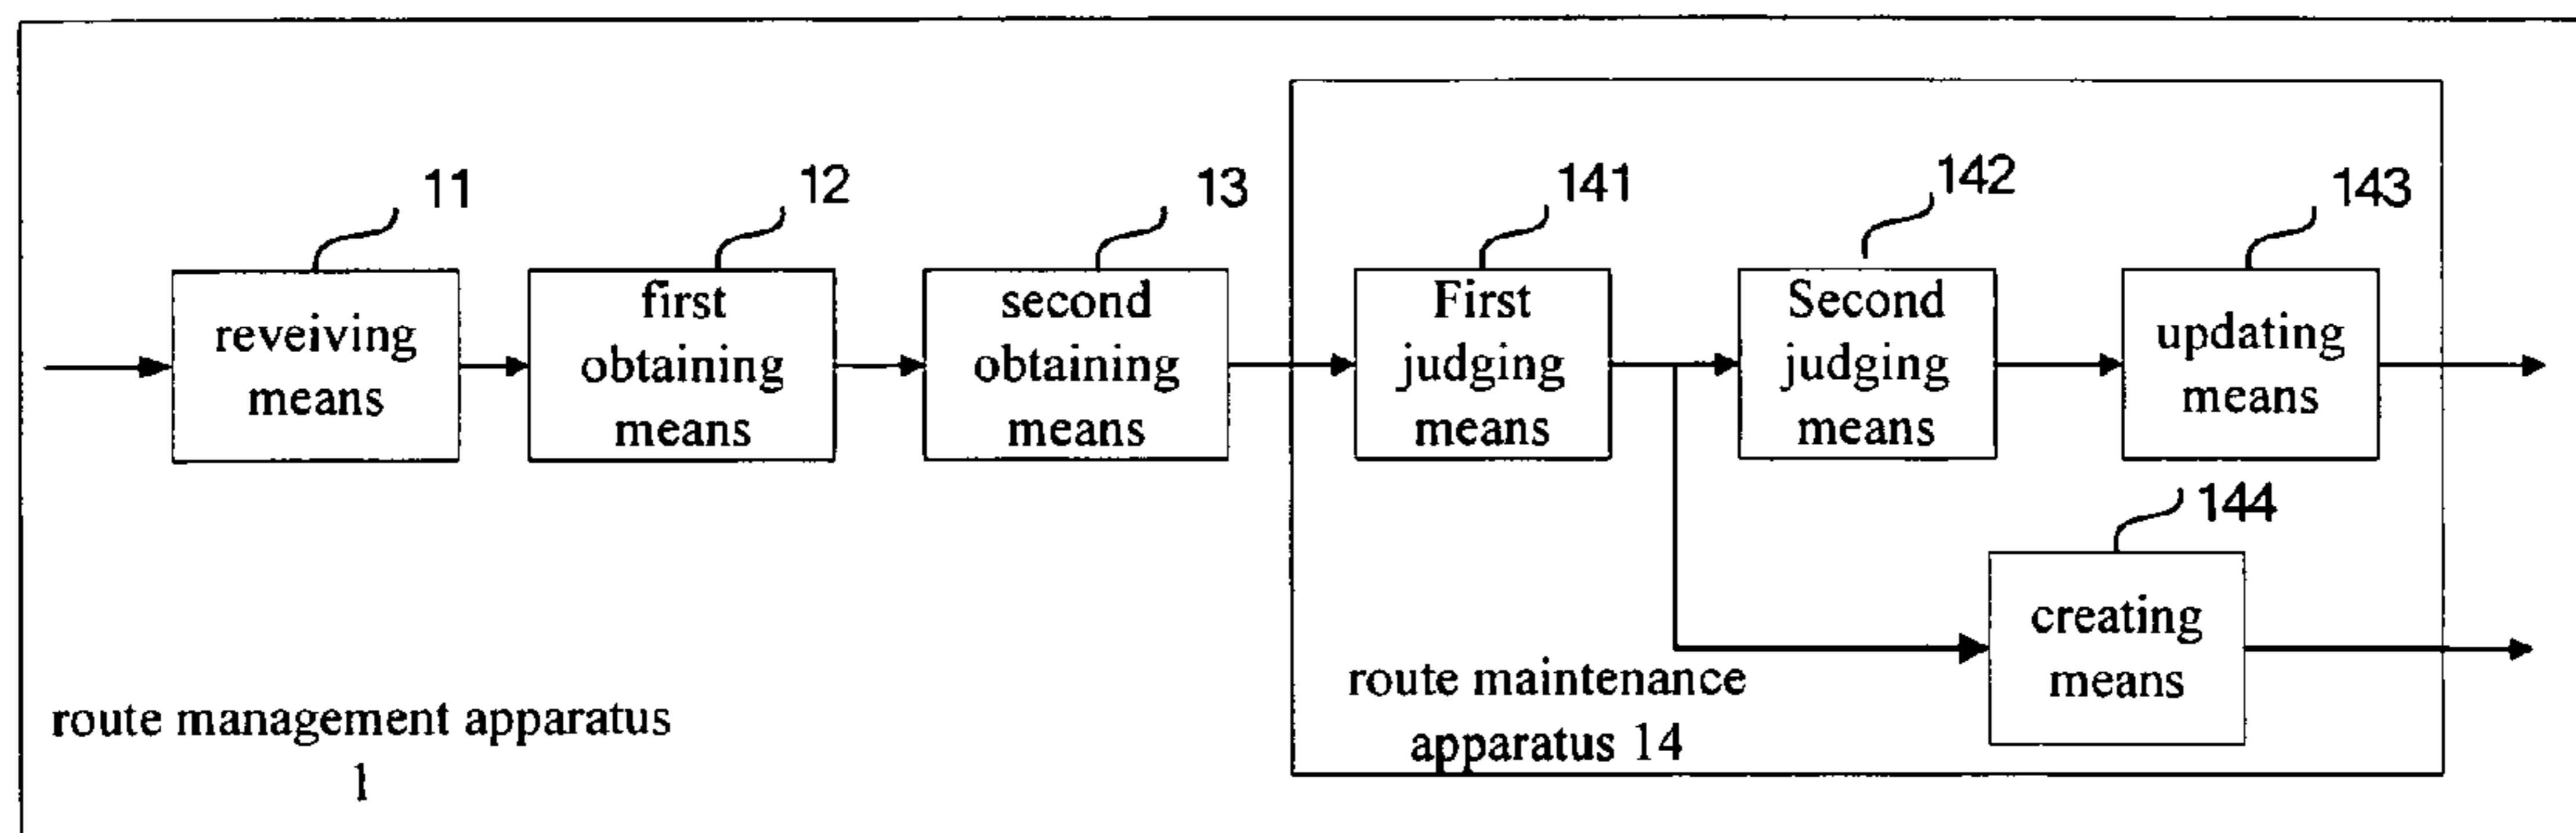 11
12
13
141
142
143
reveiving
means
first
obtaining
means
second
obtaining
means
First
judging
means
Second
judging
means
updating
means
144
creating
means
route maintenance
apparatus 14
route management apparatus
1